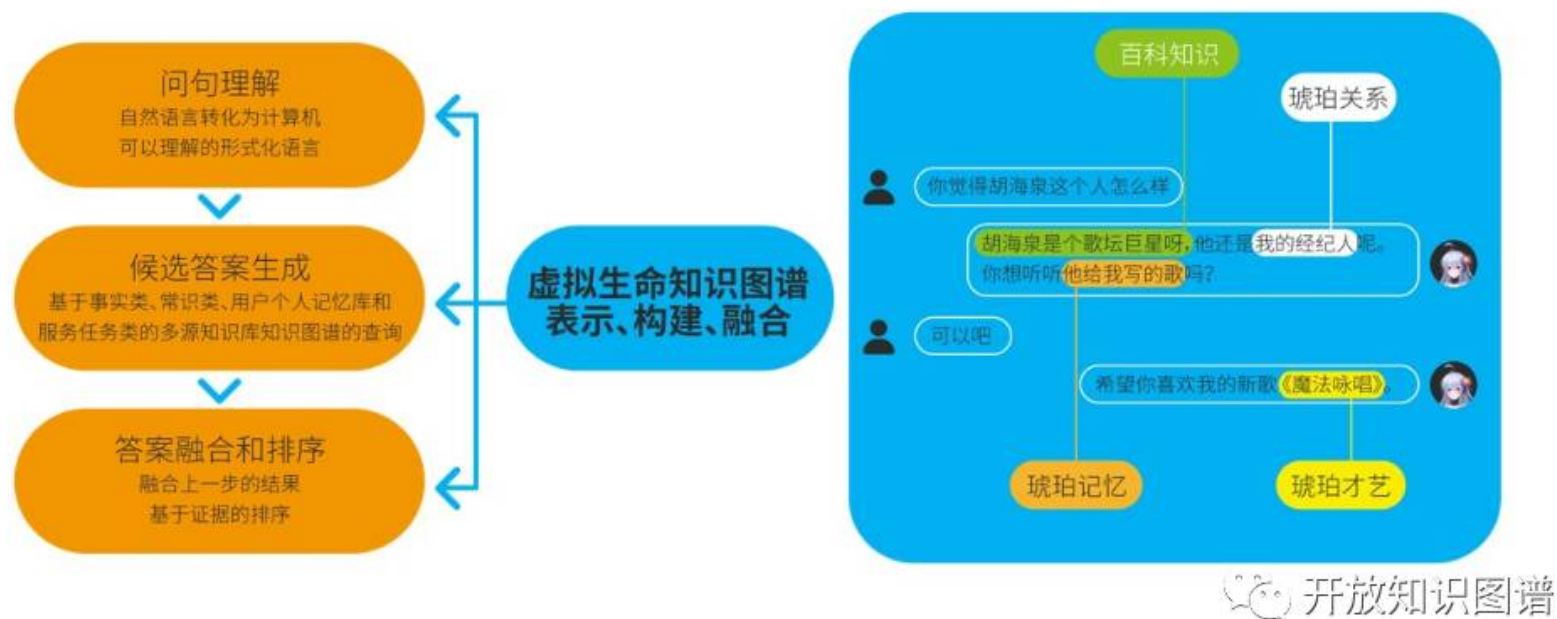 问句理解
自然语言转化为计算机
可以理解的形式化语言
候选答案生成
基于事实类、常识类、用户个人记忆库和
服务任务类的多源知识库知识图谱的查询
答案融合和排序
融合上一步的结果
基于证据的排序
虚拟生命知识图谱
表示、构建、融合
百科知识
琥珀关系
你觉得胡海泉这个人怎么样
胡海泉是个歌坛巨星呀,他还是我的经纪人呢。
你想听听他给我写的歌吗?
可以吧
希望你喜欢我的新歌《魔法咏唱》。
琥珀记忆
琥珀才艺
开放知识图谱